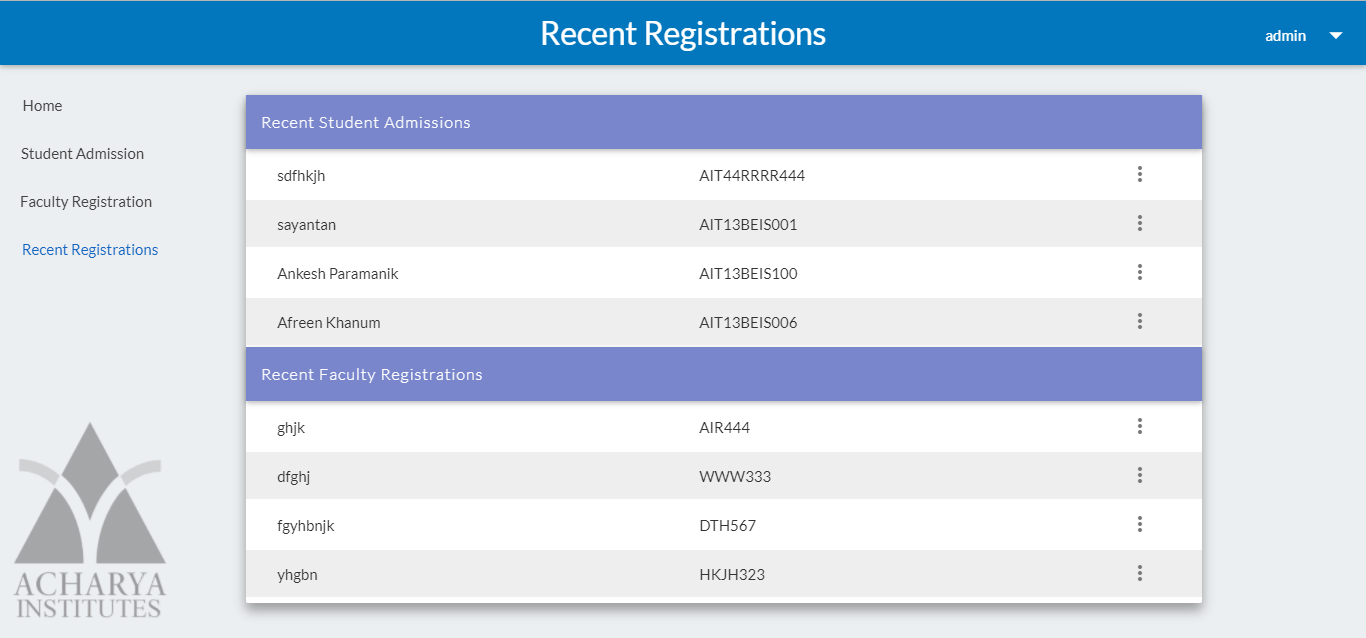 Recent Registrations
admin
Home
Student Admission
Faculty Registration
Recent Registrations
Recent Student Admissions
sdfhkjh AIT44RRRR444
sayantan AIT13BEIS001
Ankesh Paramanik AIT13BEIS100
Afreen Khanum AIT13BEIS006
Recent Faculty Registrations
ghjk AIR444
dfghj WWW333
fgyhbnjk DTH567
yhgbn HKJH323
ACHARYA
INSTITUTES